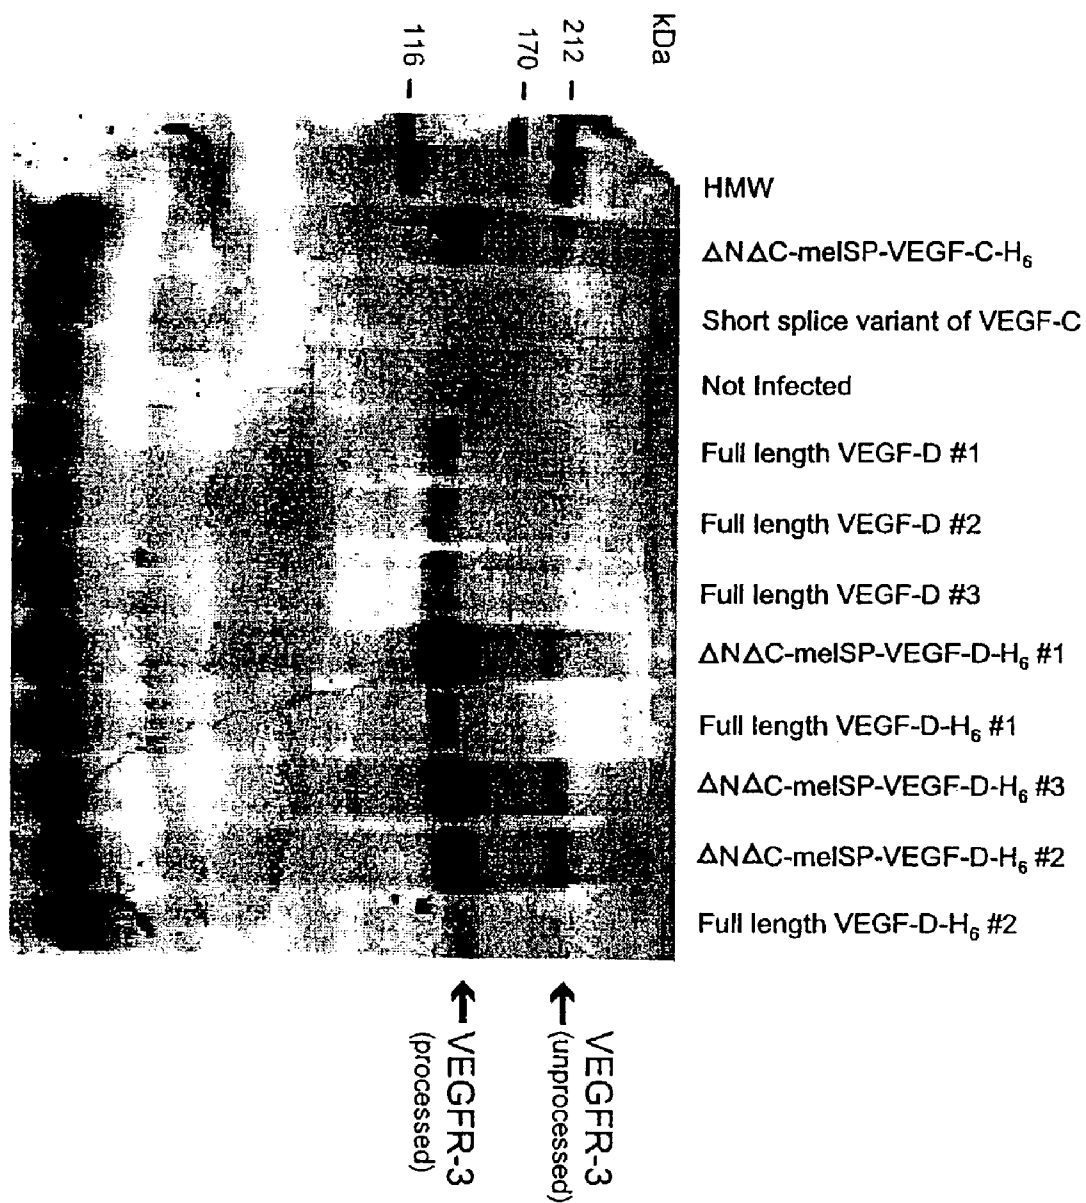 kDa
212
170
116
HMW
ΔNΔC-melSP-VEGF-C-H₆
Short splice variant of VEGF-C
Not Infected
Full length VEGF-D #1
Full length VEGF-D #2
Full length VEGF-D #3
ΔNΔC-melSP-VEGF-D-H₆ #1
Full length VEGF-D-H₆ #1
ΔNΔC-melSP-VEGF-D-H₆ #3
ΔNΔC-melSP-VEGF-D-H₆ #2
Full length VEGF-D-H₆ #2
VEGFR-3
(unprocessed)
VEGFR-3
(processed)